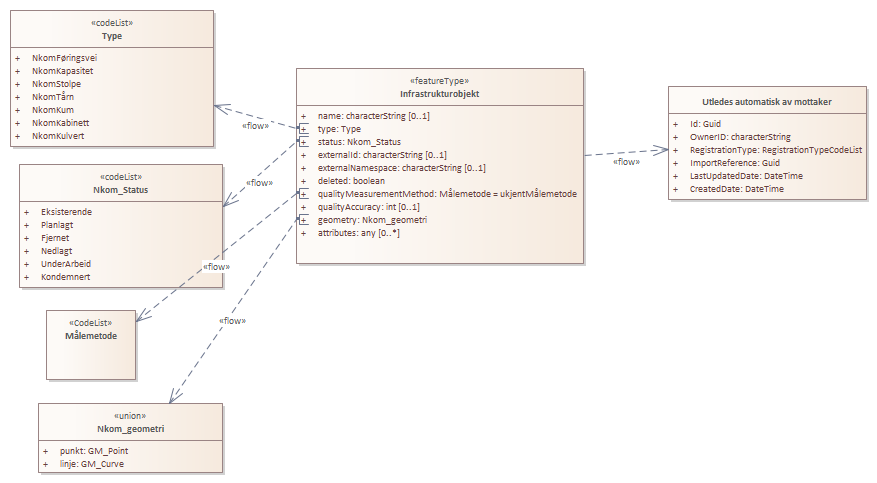 «codeList»
Type
+ NkomFøringsvei
+ NkomKapasitet
+ NkomStolpe
+ NkomTårn
+ NkomKum
+ NkomKabinett
+ NkomKulvert
«codeList»
Nkom_Status
+ Eksisterende
+ Planlagt
+ Fjernet
+ Nedlagt
+ UnderArbeid
+ Kondemnert
«CodeList»
Målemetode
«union»
Nkom_geometri
+ punkt: GM_Point
+ linje: GM_Curve
«flow»
«flow»
«flow»
«flow»
«featureType»
Infrastrukturobjekt
+ name: characterString [0..1]
+ type: Type
+ status: Nkom_Status
+ externalId: characterString [0..1]
+ externalNamespace: characterString [0..1]
+ deleted: boolean
+ qualityMeasurementMethod: Målemetode = ukjentMålemetode
+ qualityAccuracy: int [0..1]
+ geometry: Nkom_geometri
+ attributes: any [0..*]
«flow»
Utledes automatisk av mottaker
+ Id: Guid
+ OwnerID: characterString
+ RegistrationType: RegistrationTypeCodeList
+ ImportReference: Guid
+ LastUpdatedDate: DateTime
+ CreatedDate: DateTime